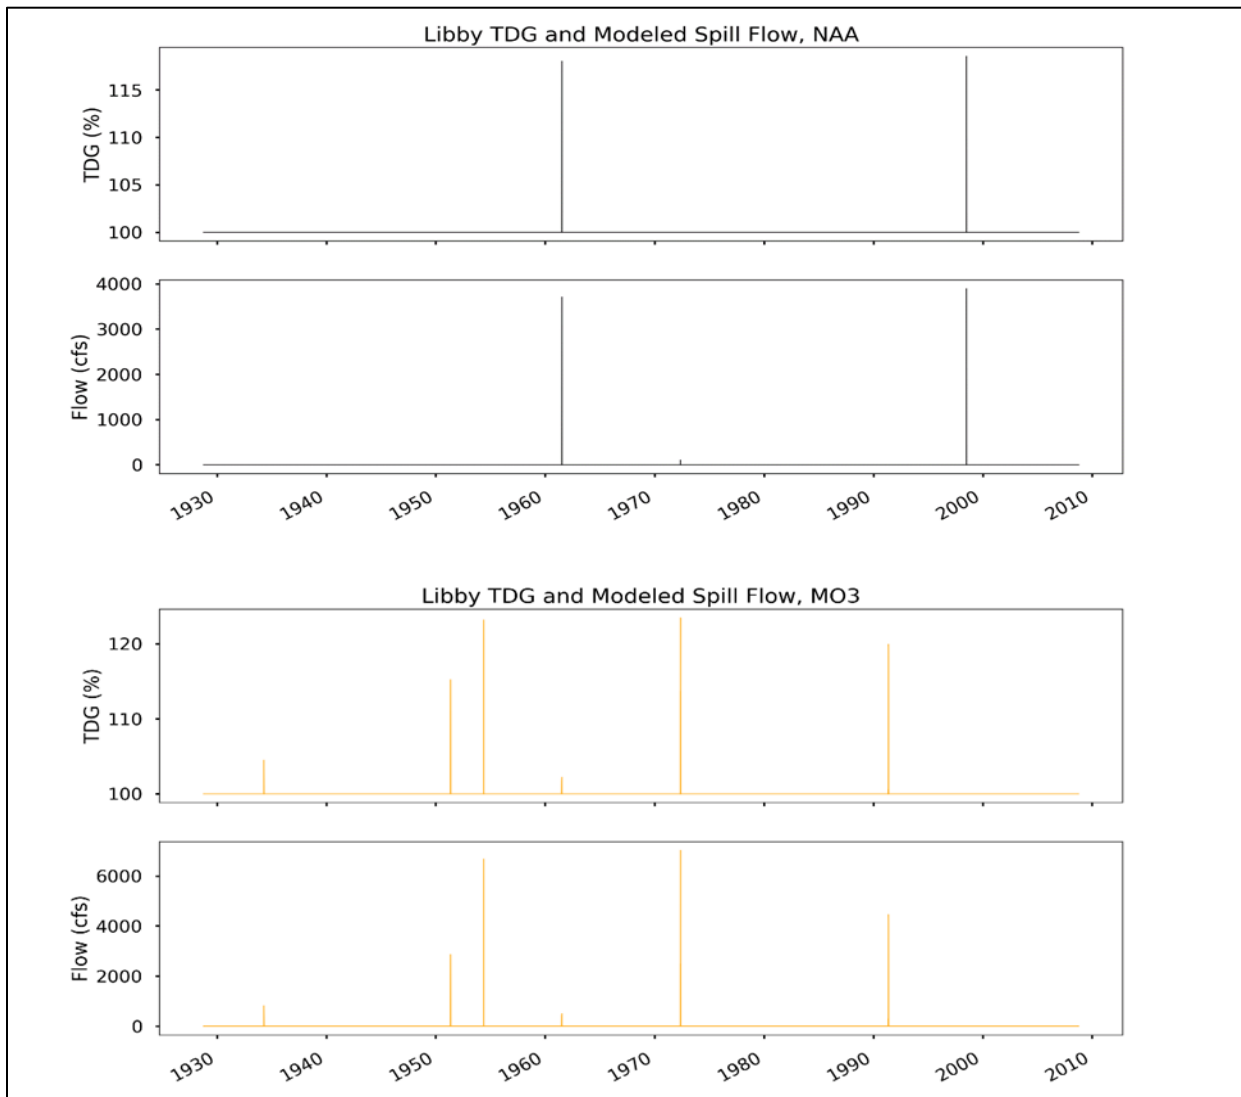 Libby TDG and Modeled Spill Flow, NAA
TDG (%)
115
110
105
100
Flow (cfs)
4000
3000
2000
1000
0
1930 1940 1950 1960 1970 1980 1990 2000 2010
Libby TDG and Modeled Spill Flow, MO3
TDG (%)
120
110
100
Flow (cfs)
6000
4000
2000
0
1930 1940 1950 1960 1970 1980 1990 2000 2010